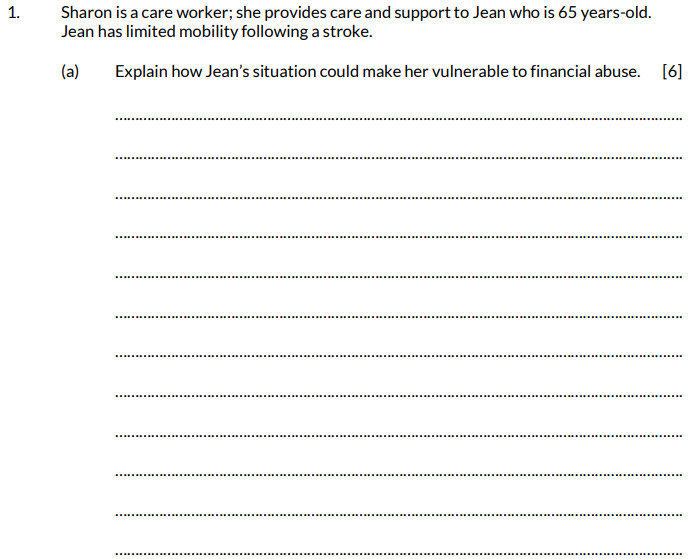 1. Sharon is a care worker; she provides care and support to Jean who is 65 years-old.
Jean has limited mobility following a stroke.
(a) Explain how Jean's situation could make her vulnerable to financial abuse. [6]